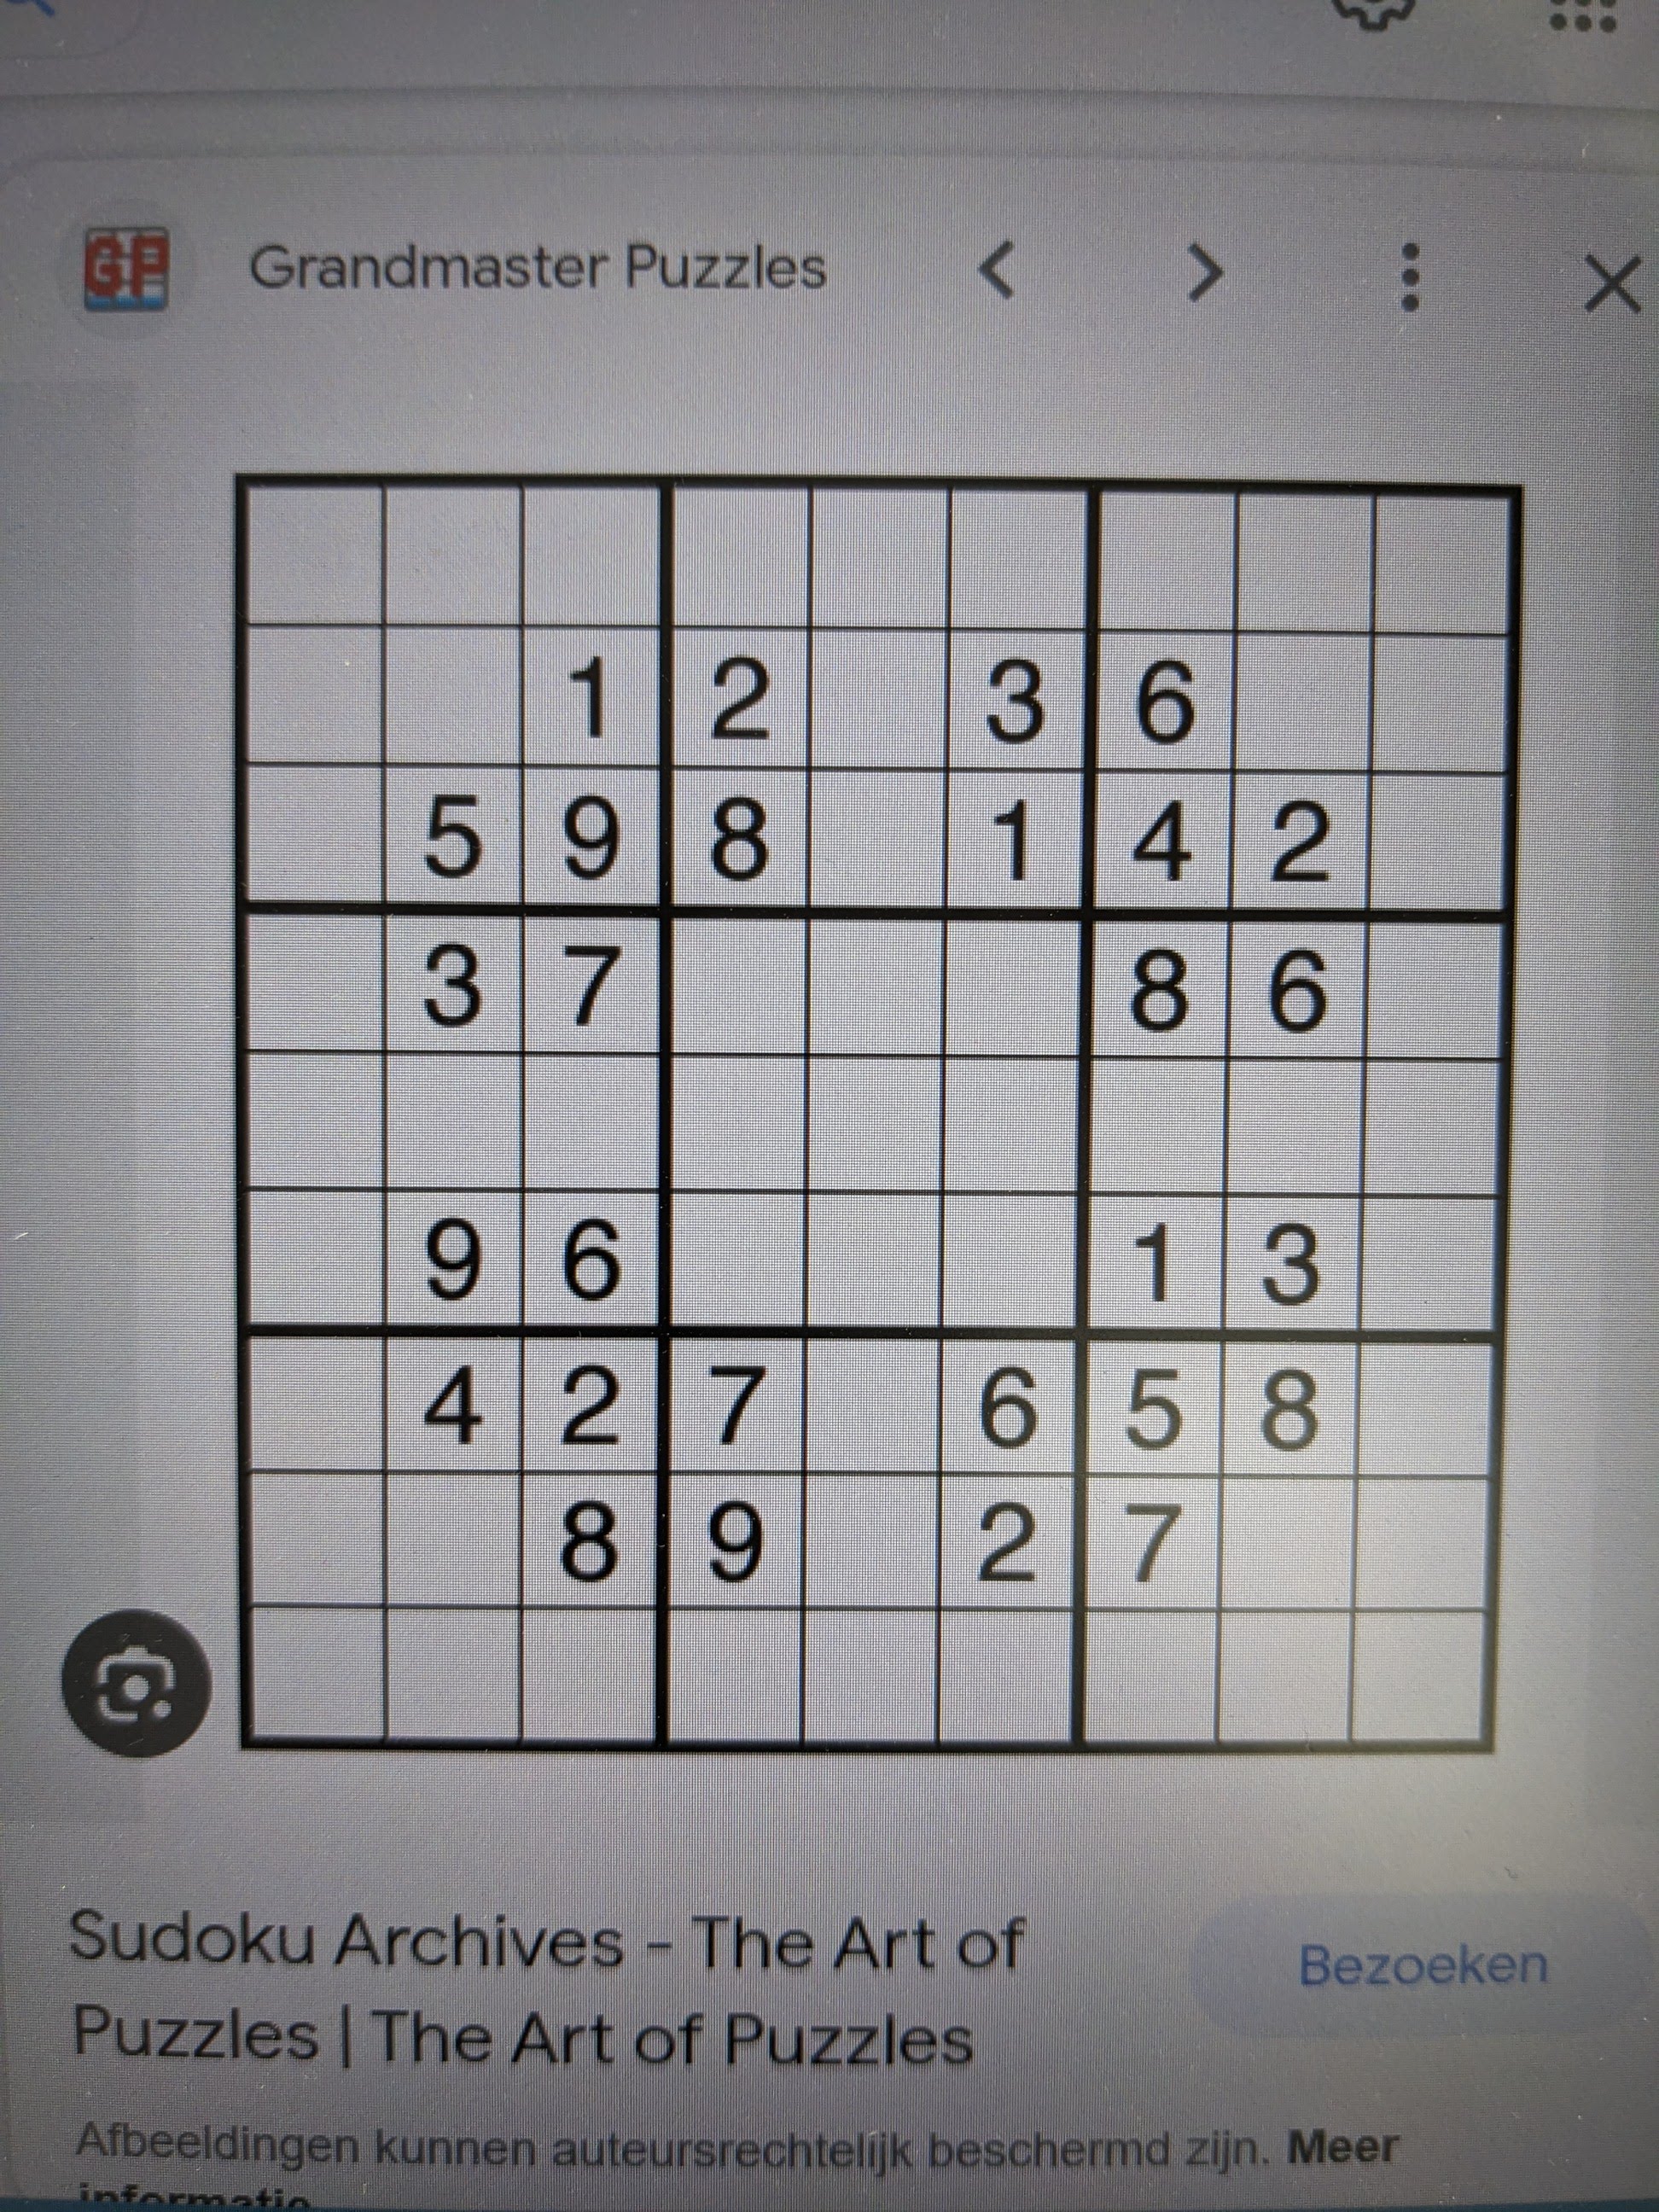 GP
Grandmaster Puzzles
1 2 3 6
5 9 8 1 4 2
3 7 8 6
9 6 1 3
4 2 7 6 5 8
8 9 2 7
Sudoku Archives - The Art of
Puzzles | The Art of Puzzles
Bezoeken
Afbeeldingen kunnen auteursrechtelijk beschermd zijn. Meer
informatie